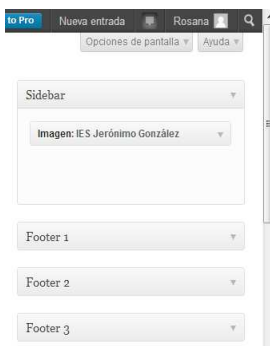 to Pro Nueva entrada Rosana
Opciones de pantalla Ayuda
Sidebar
Imagen: IES Jerónimo González
Footer 1
Footer 2
Footer 3